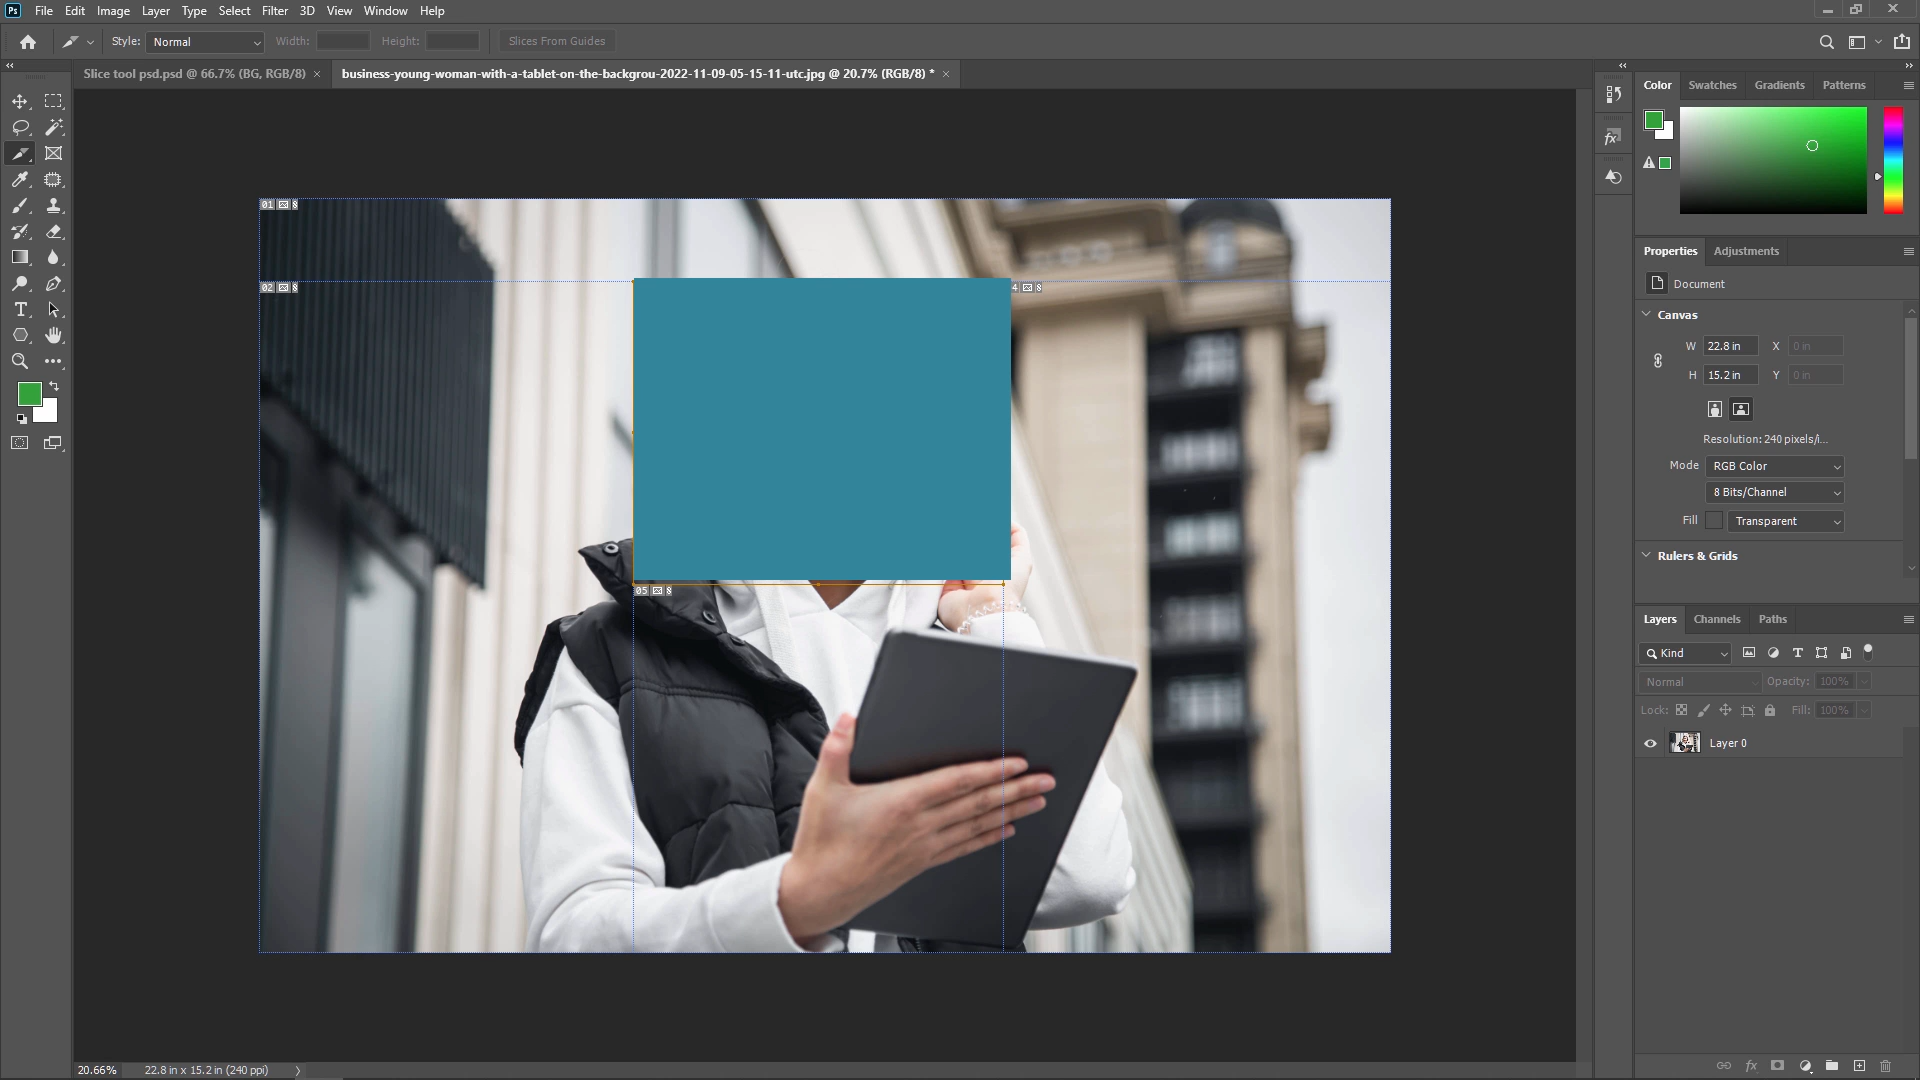 Ps File Edit Image Layer Type Select Filter 3D View Window Help
Style: Normal Width: Height: Slices From Guides
Slice tool psd.psd @ 66.7% (BG, RGB/8) × business-young-woman-with-a-tablet-on-the-backgrou-2022-11-09-05-15-11-utc.jpg @ 20.7% (RGB/8) * ×
Color Swatches Gradients Patterns
01
02
4
05
Properties Adjustments
Document
Canvas
W 22.8 in X 0 in
H 15.2 in Y 0 in
Resolution: 240 pixels/i...
Mode RGB Color
8 Bits/Channel
Fill Transparent
Rulers & Grids
Layers Channels Paths
Kind
Normal Opacity: 100%
Lock: Fill: 100%
Layer 0
20.66% 22.8 in x 15.2 in (240 ppi)